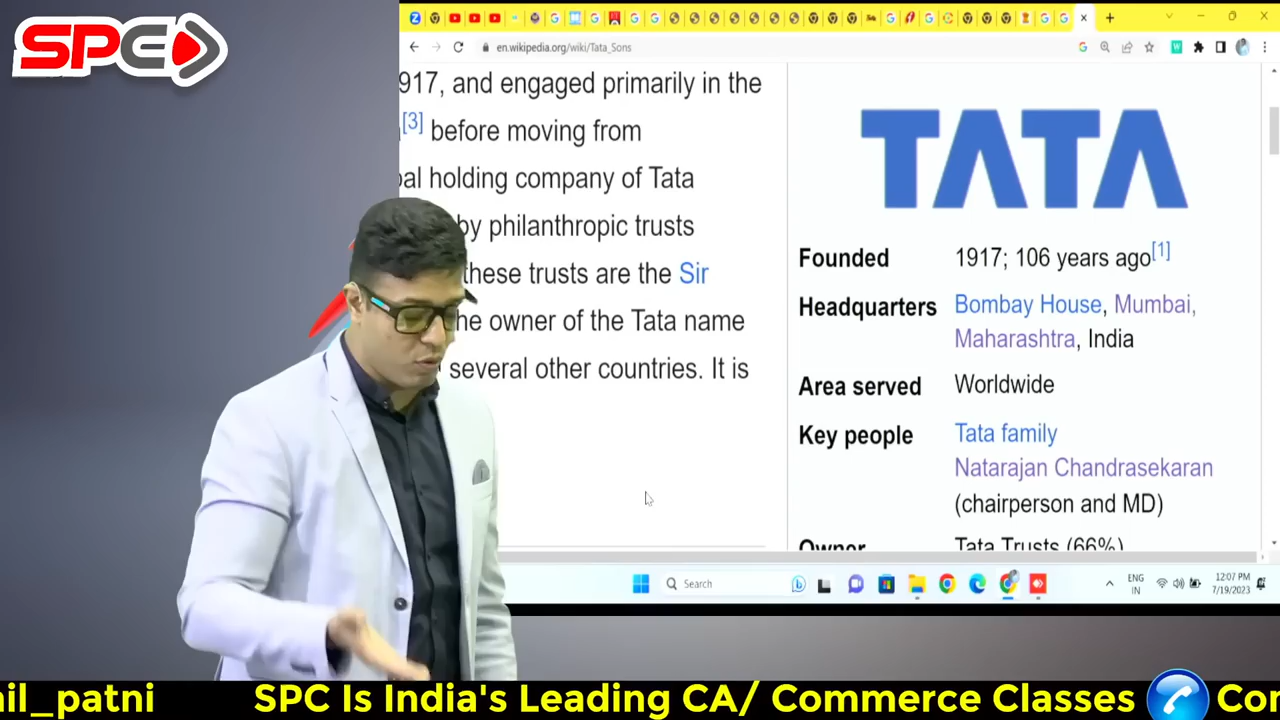 SPC
en.wikipedia.org/wiki/Tata_Sons
917, and engaged primarily in the
[3] before moving from
holding company of Tata
by philanthropic trusts
these trusts are the Sir
owner of the Tata name
several other countries. It is
TATA
Founded 1917; 106 years ago[1]
Headquarters Bombay House, Mumbai,
Maharashtra, India
Area served Worldwide
Key people Tata family
Natarajan Chandrasekaran
(chairperson and MD)
Owner Tata Trusts (66%)
Search
ENG
IN
12:07 PM
7/19/2023
il_patni SPC Is India's Leading CA/ Commerce Classes Con